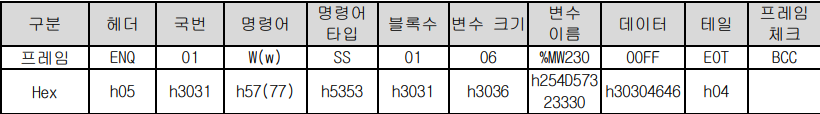 구분 헤더 국번 명령어 명령어 타입 블록수 변수 크기 변수 이름 데이터 테일 프레임 체크
프레임 ENQ 01 W(w) SS 01 06 %MW230 00FF EOT BCC
Hex h05 h3031 h57(77) h5353 h3031 h3036 h254D573 23330 h30304646 h04